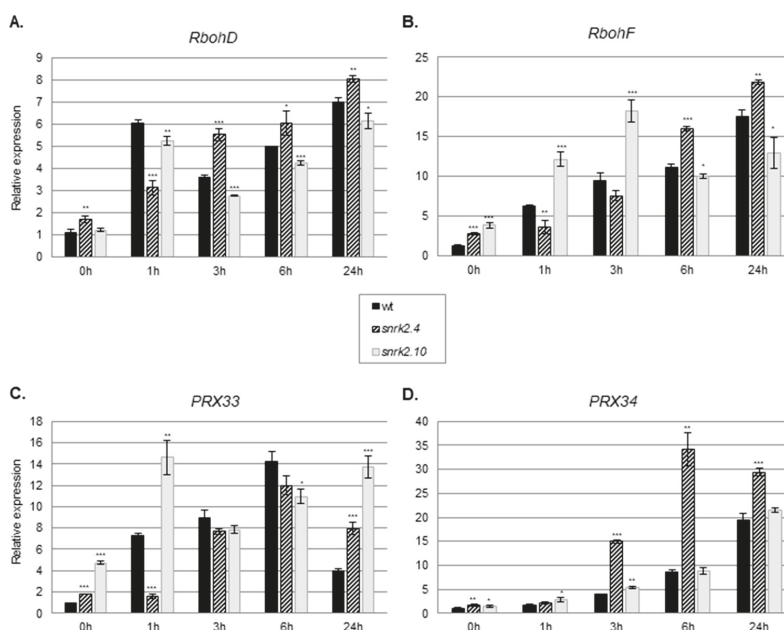 A.
RbohD
Relative expression
9
8
7
6
5
4
3
2
1
0
** *** ** *** *** * *** ** *
0h 1h 3h 6h 24h
B.
RbohF
25
20
15
10
5
0
*** *** ** *** *** *** * ** *
0h 1h 3h 6h 24h
wt
snrk2.4
snrk2.10
C.
PRX33
Relative expression
18
16
14
12
10
8
6
4
2
0
*** *** *** ** * *** ***
0h 1h 3h 6h 24h
D.
PRX34
40
35
30
25
20
15
10
5
0
** * * *** ** ** ***
0h 1h 3h 6h 24h